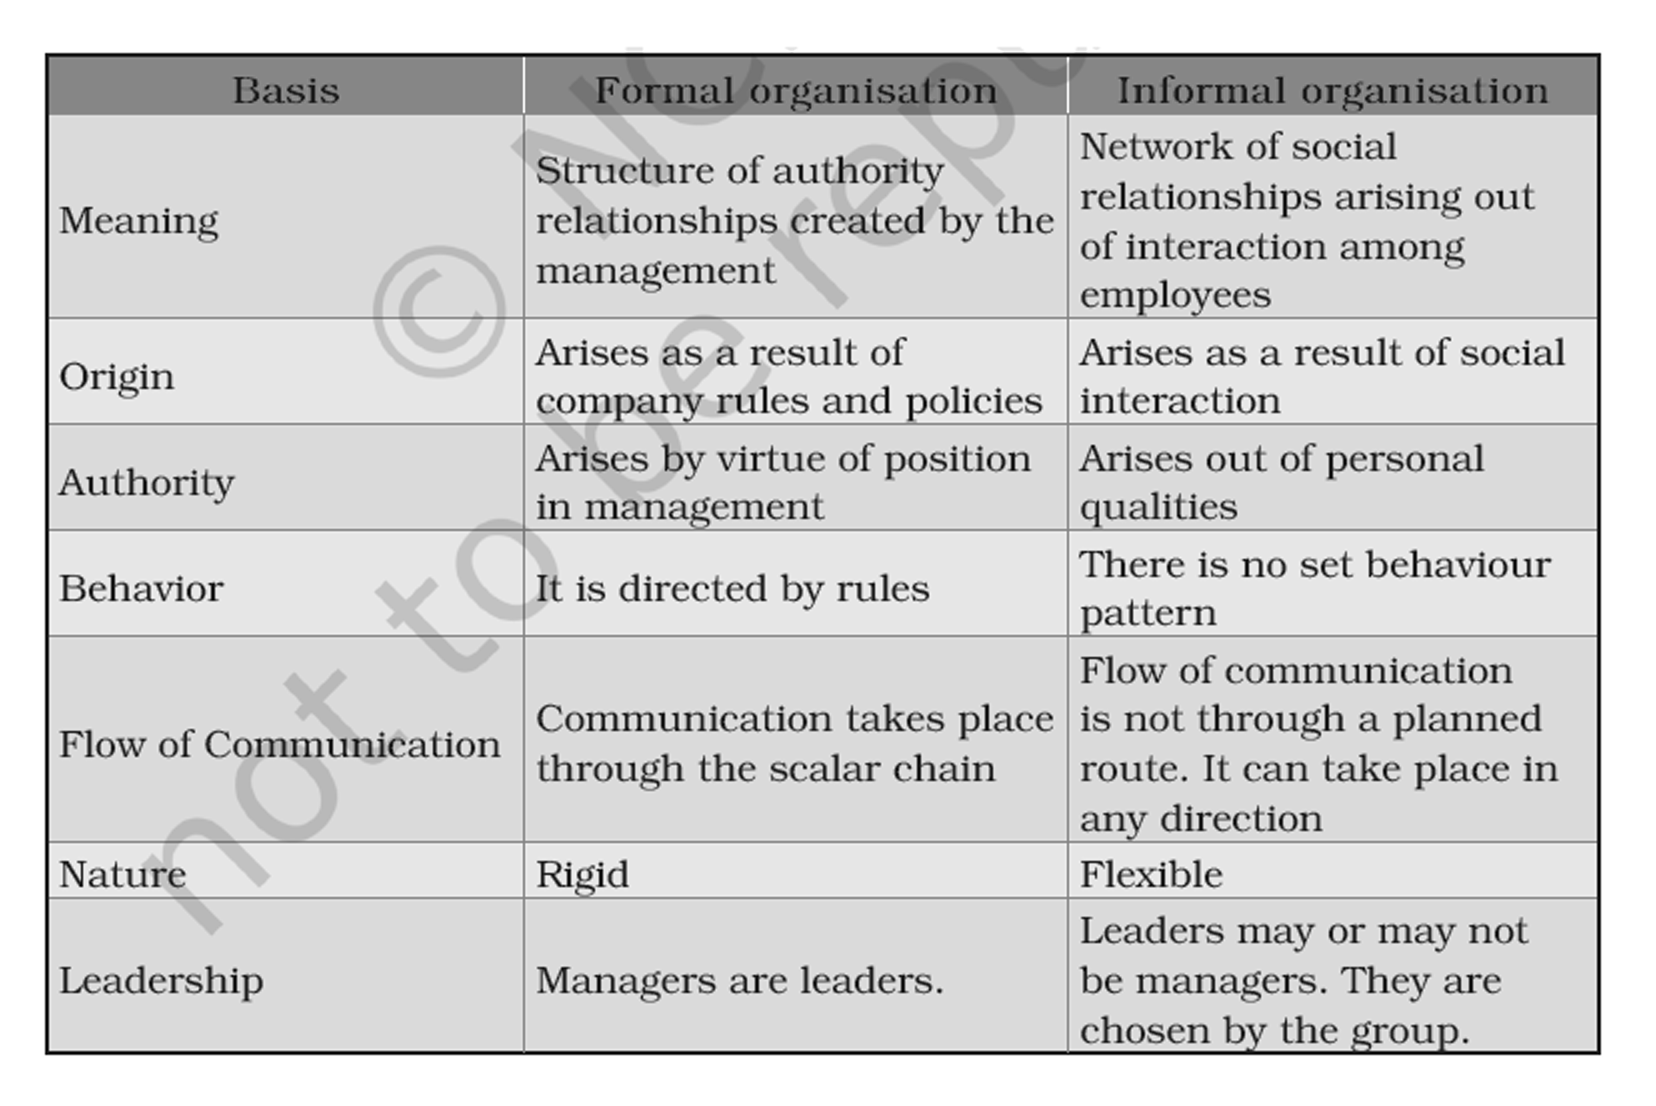 Basis Formal organisation Informal organisation
Meaning
Structure of authority
relationships created by the
management
Network of social
relationships arising out
of interaction among
employees
Origin
Arises as a result of
company rules and policies
Arises as a result of social
interaction
Authority
Arises by virtue of position
in management
Arises out of personal
qualities
Behavior
It is directed by rules
There is no set behaviour
pattern
Flow of Communication
Communication takes place
through the scalar chain
Flow of communication
is not through a planned
route. It can take place in
any direction
Nature
Rigid
Flexible
Leadership
Managers are leaders.
Leaders may or may not
be managers. They are
chosen by the group.
©
not to be